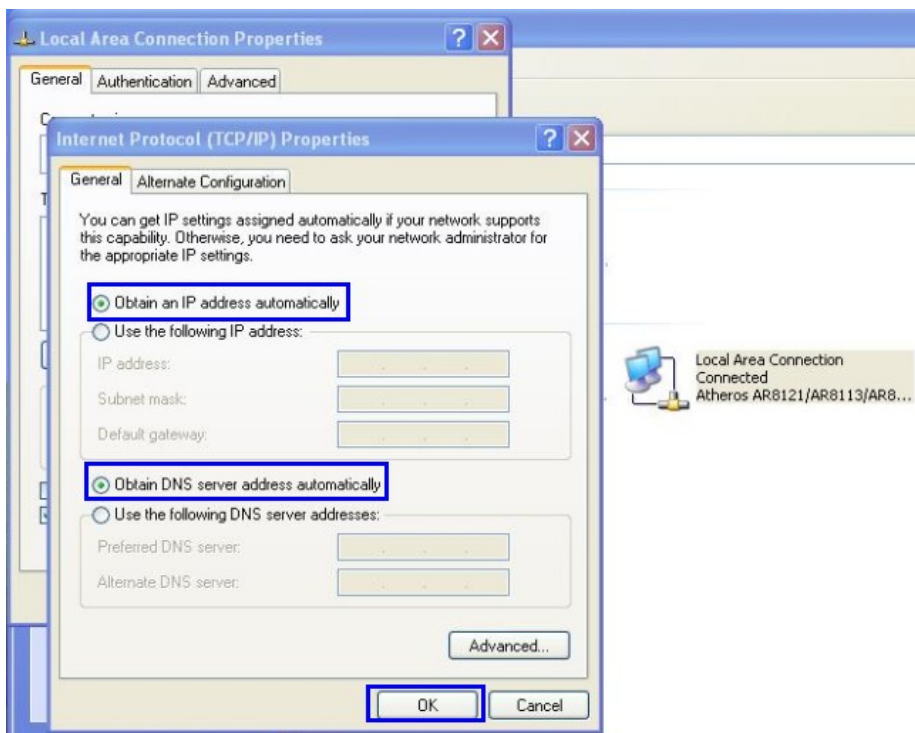 Local Area Connection Properties
General Authentication Advanced
Internet Protocol (TCP/IP) Properties
General Alternate Configuration
You can get IP settings assigned automatically if your network supports
this capability. Otherwise, you need to ask your network administrator for
the appropriate IP settings.
Obtain an IP address automatically
Use the following IP address:
IP address:
Subnet mask:
Default gateway:
Obtain DNS server address automatically
Use the following DNS server addresses:
Preferred DNS server:
Alternate DNS server:
Advanced...
OK Cancel
Local Area Connection
Connected
Atheros AR8121/AR8113/AR8...